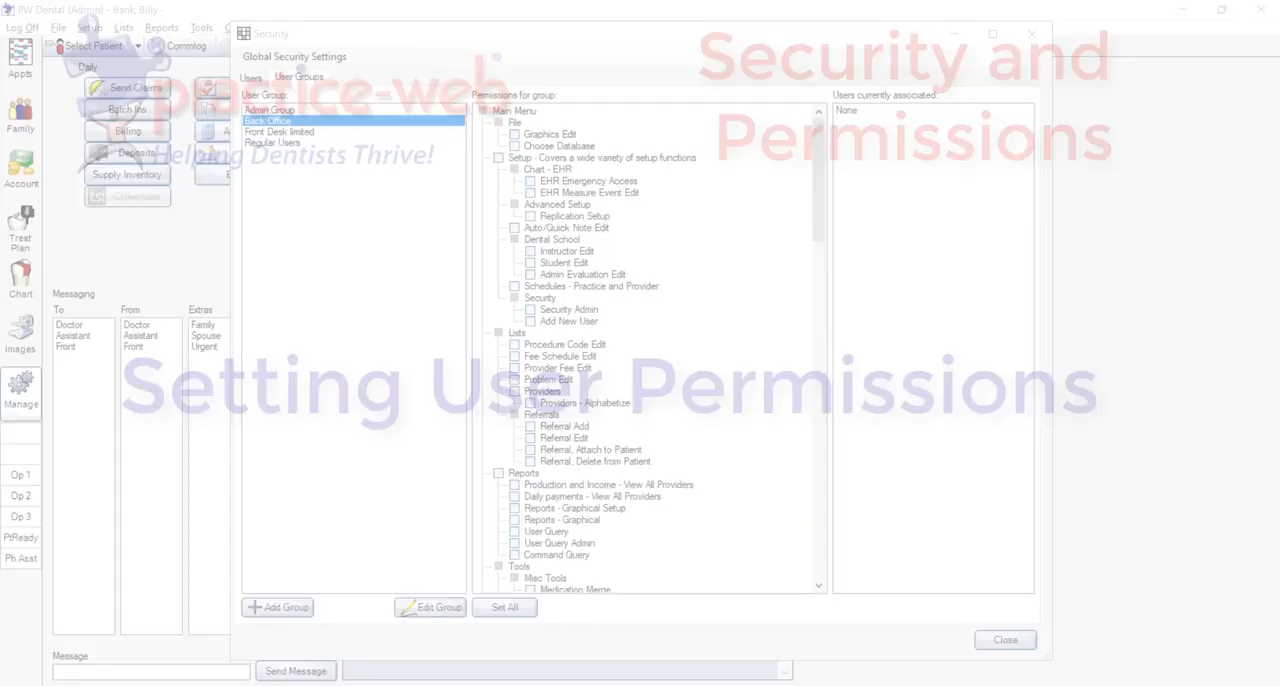 PW Dental (Admin) - Bank, Billy -
Log Off File Setup Lists Reports Tools
Select Patient Commlog
Appts
Family
Account
Treat
Plan
Chart
Images
Manage
Op 1
Op 2
Op 3
PtReady
Ph Asst
Daily
Send Claims
Batch Ins
Billing
Deposits
Supply Inventory
practice-web
Helping Dentists Thrive!
Messaging
To From Extras
Doctor Doctor Family
Assistant Assistant Spouse
Front Front Urgent
Message
Send Message
Security
Global Security Settings
Users User Groups
User Group:
Admin Group
Back Office
Front Desk limited
Regular Users
Add Group
Edit Group
Set All
Permissions for group:
Main Menu
File
Graphics Edit
Choose Database
Setup - Covers a wide variety of setup functions
Chart - EHR
EHR Emergency Access
EHR Measure Event Edit
Advanced Setup
Replication Setup
Auto/Quick Note Edit
Dental School
Instructor Edit
Student Edit
Admin Evaluation Edit
Schedules - Practice and Provider
Security
Security Admin
Add New User
Lists
Procedure Code Edit
Fee Schedule Edit
Provider Fee Edit
Problem Edit
Providers
Providers - Alphabetize
Referrals
Referral Add
Referral Edit
Referral, Attach to Patient
Referral, Delete from Patient
Reports
Production and Income - View All Providers
Daily payments - View All Providers
Reports - Graphical Setup
Reports - Graphical
User Query
User Query Admin
Command Query
Tools
Misc Tools
Medication Merge
Users currently associated:
None
Close
Security and
Permissions
Setting User Permissions